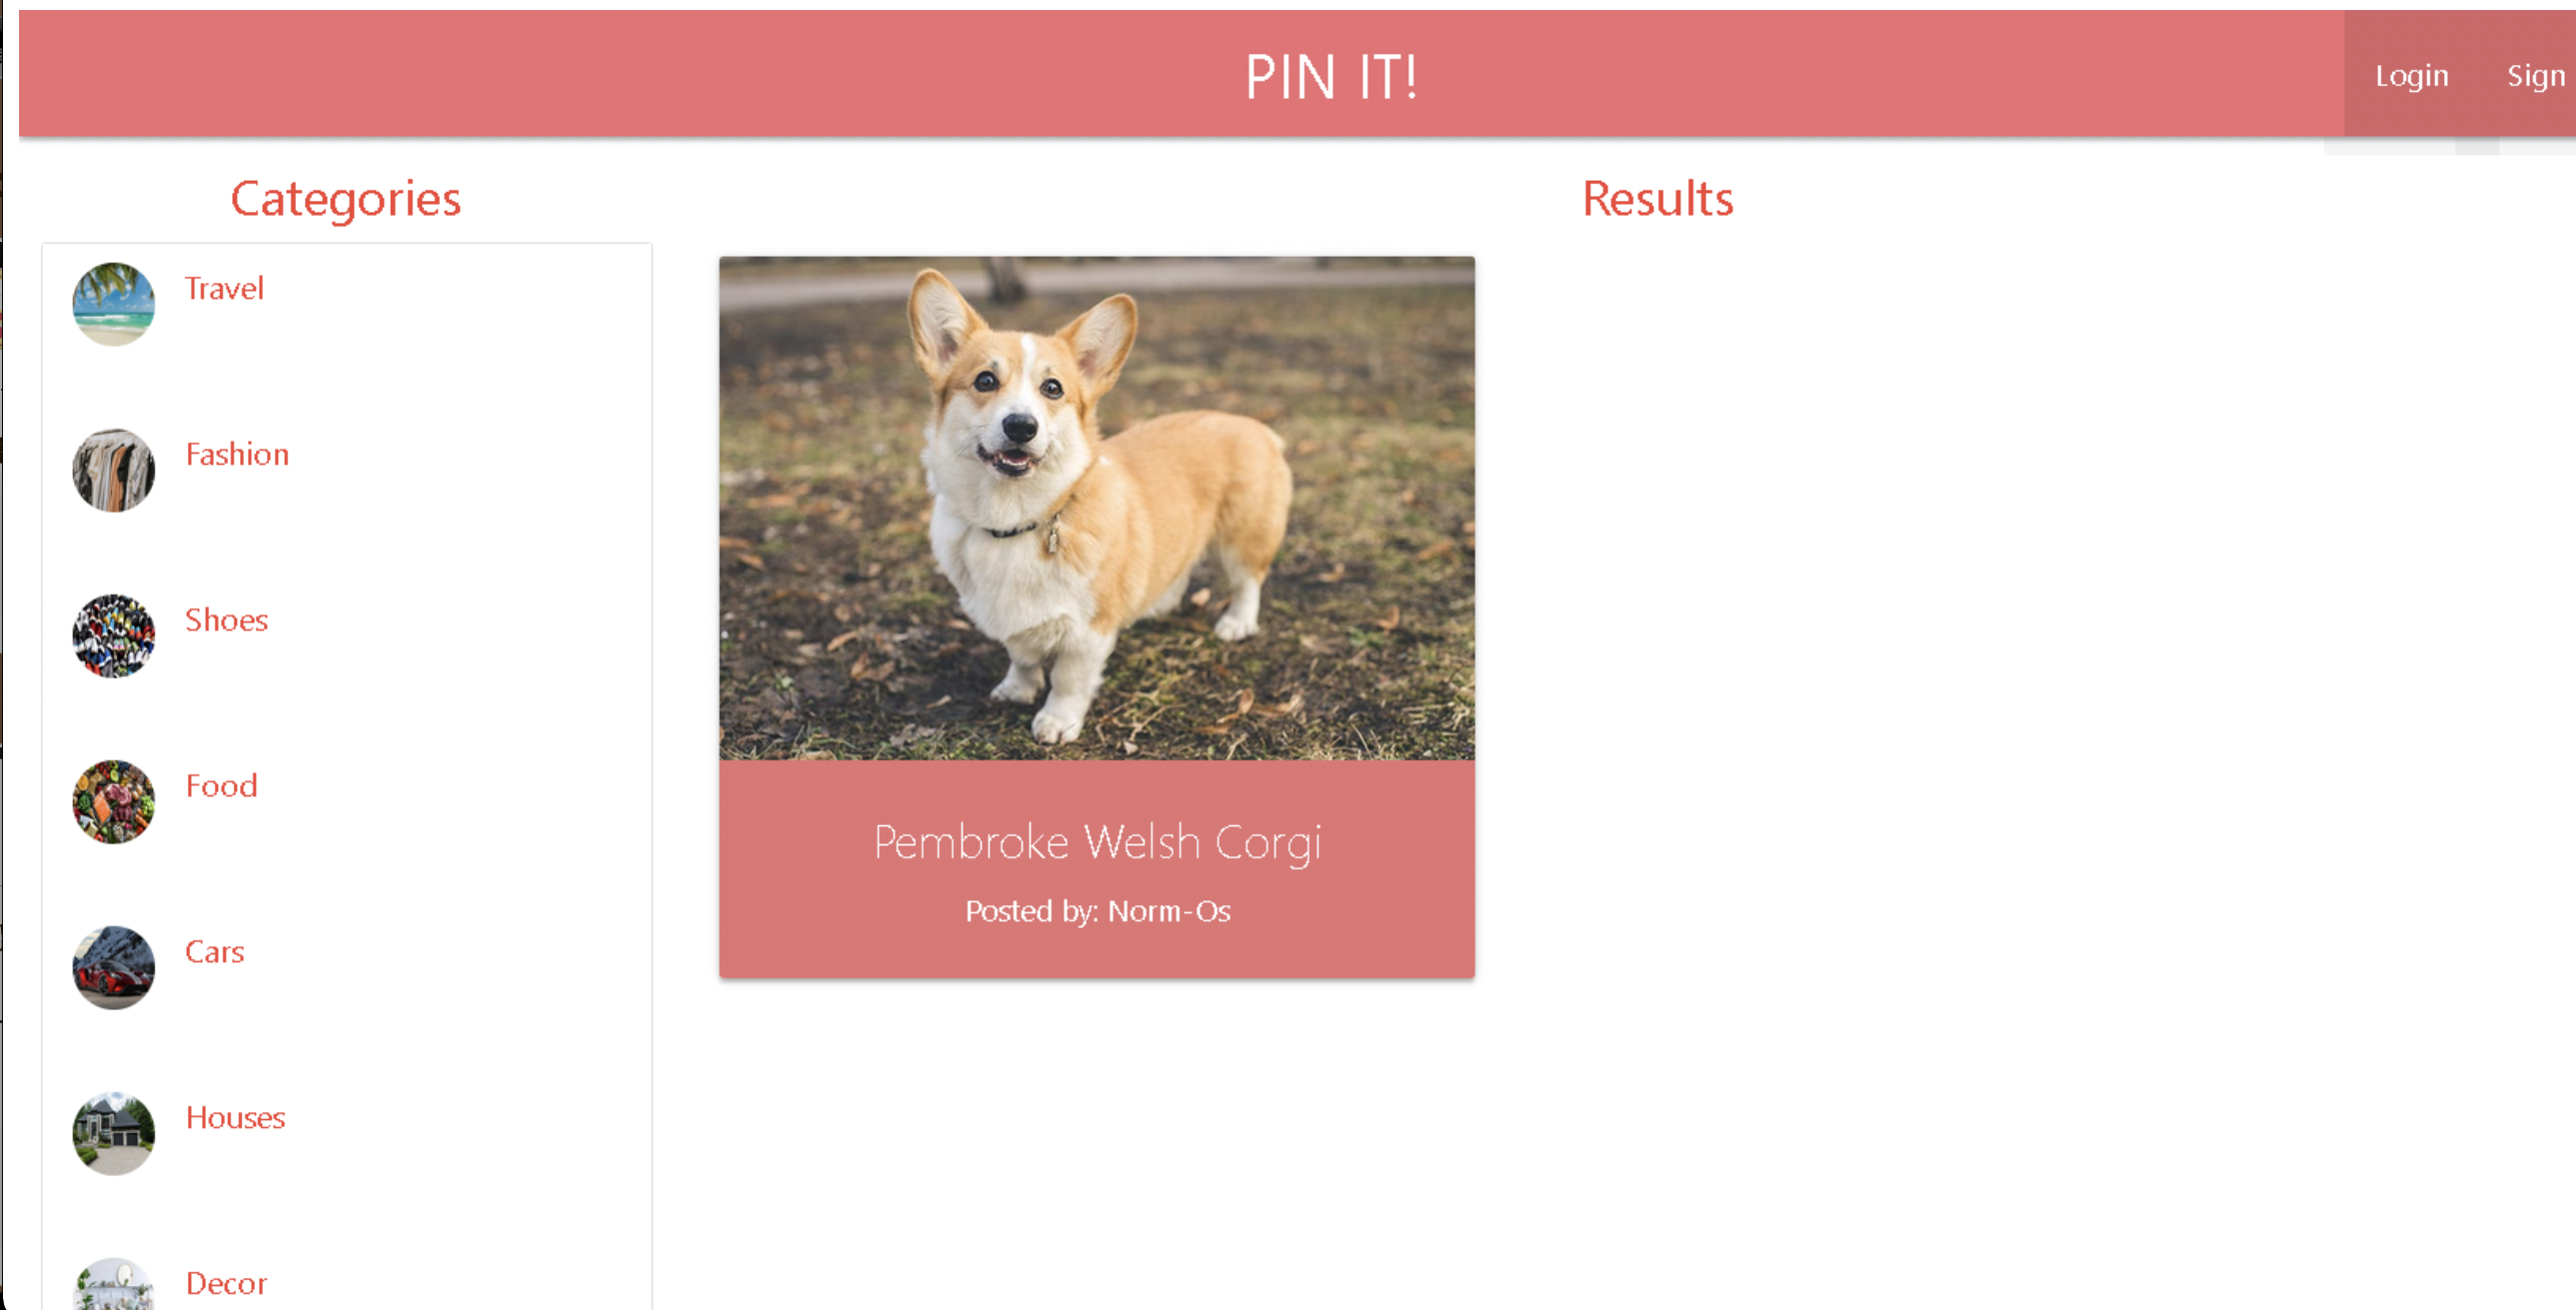 PIN IT!
Login
Sign
Categories
Results
Travel
Fashion
Shoes
Food
Cars
Houses
Decor
Pembroke Welsh Corgi
Posted by: Norm-Os